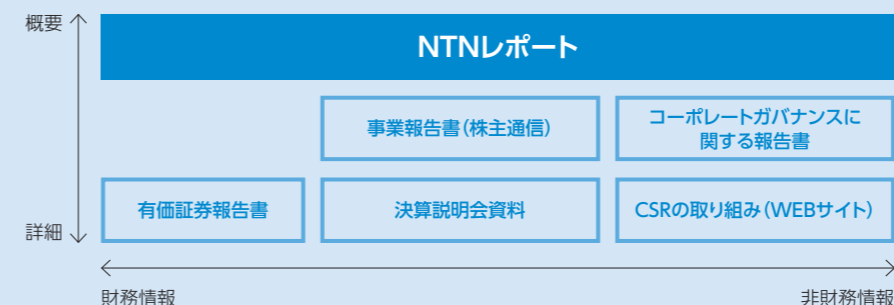 概要
NTNレポート
事業報告書(株主通信)
コーポレートガバナンスに
関する報告書
有価証券報告書
決算説明会資料
CSRの取り組み(WEBサイト)
詳細
財務情報
非財務情報